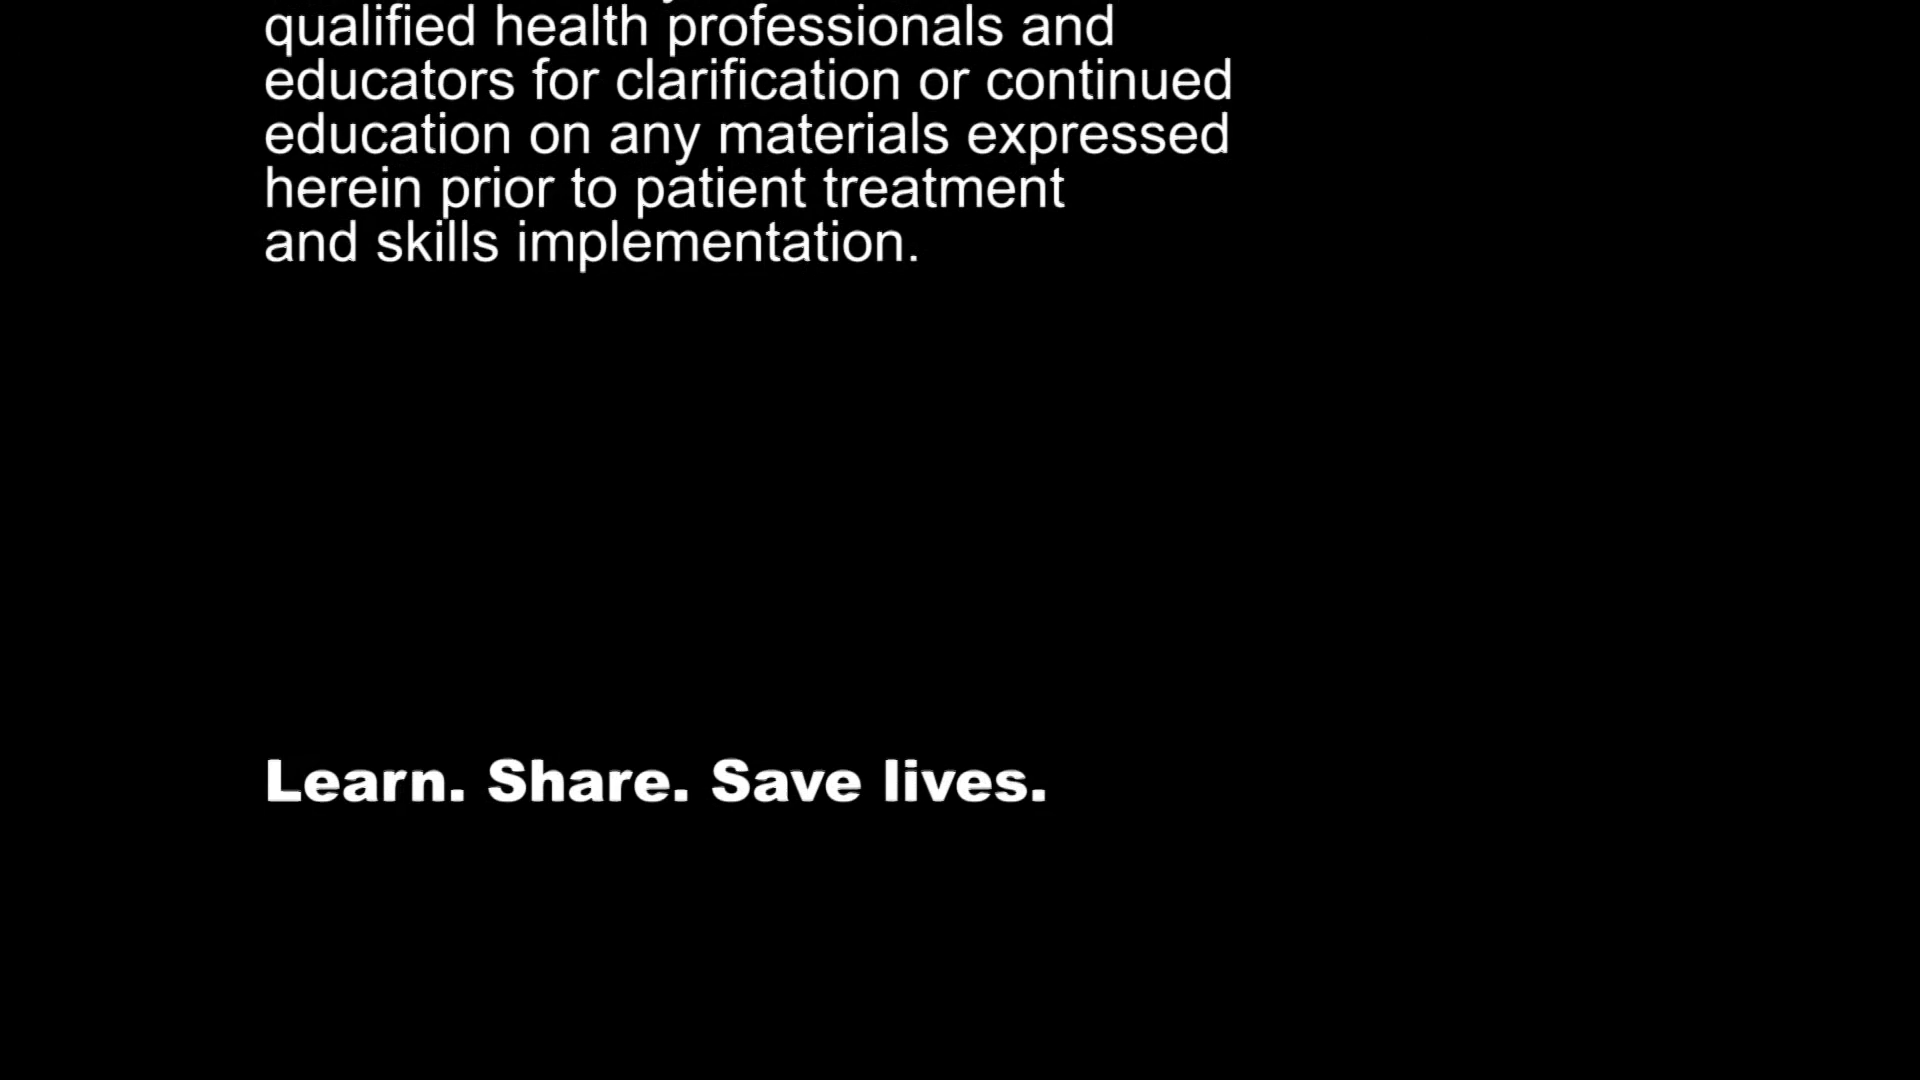 qualified health professionals and
educators for clarification or continued
education on any materials expressed
herein prior to patient treatment
and skills implementation.
Learn. Share. Save lives.